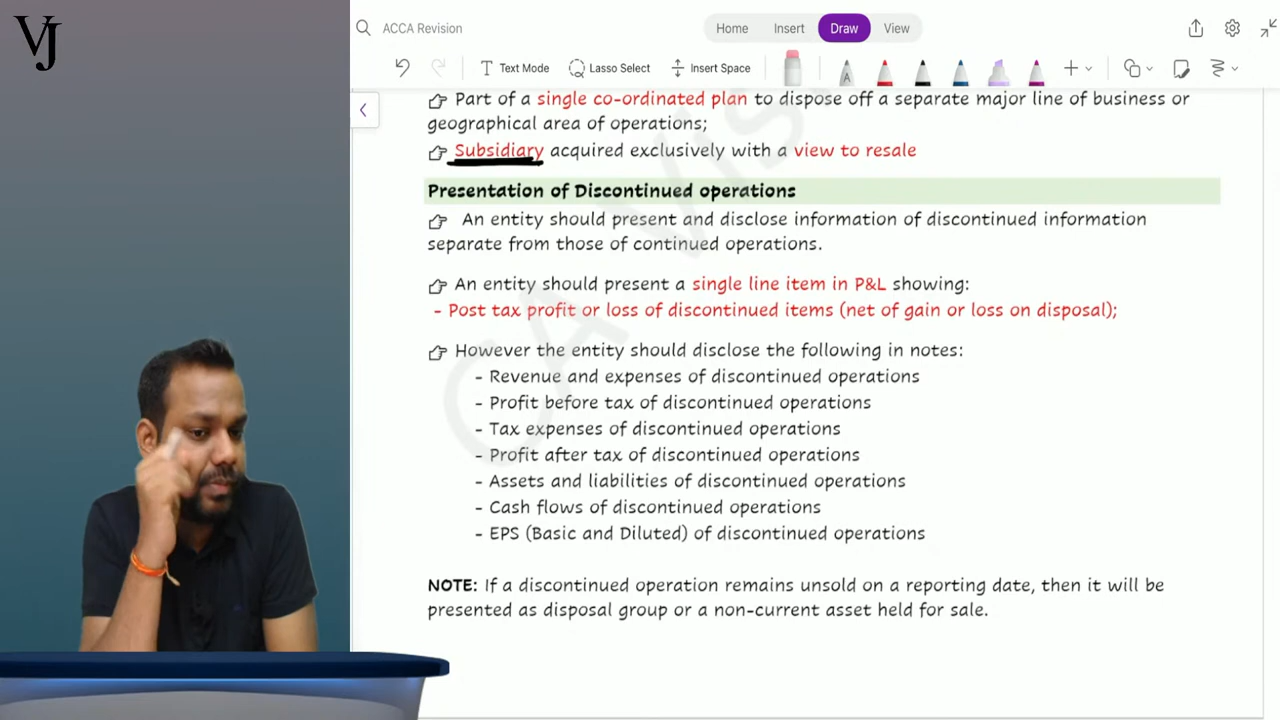 VJ
ACCA Revision
Home Insert Draw View
Text Mode Lasso Select Insert Space
A
Part of a single co-ordinated plan to dispose off a separate major line of business or
geographical area of operations;
Subsidiary acquired exclusively with a view to resale
Presentation of Discontinued operations
An entity should present and disclose information of discontinued information
separate from those of continued operations.
An entity should present a single line item in P&L showing:
- Post tax profit or loss of discontinued items (net of gain or loss on disposal);
However the entity should disclose the following in notes:
- Revenue and expenses of discontinued operations
- Profit before tax of discontinued operations
- Tax expenses of discontinued operations
- Profit after tax of discontinued operations
- Assets and liabilities of discontinued operations
- Cash flows of discontinued operations
- EPS (Basic and Diluted) of discontinued operations
NOTE: If a discontinued operation remains unsold on a reporting date, then it will be
presented as disposal group or a non-current asset held for sale.
CA Vis